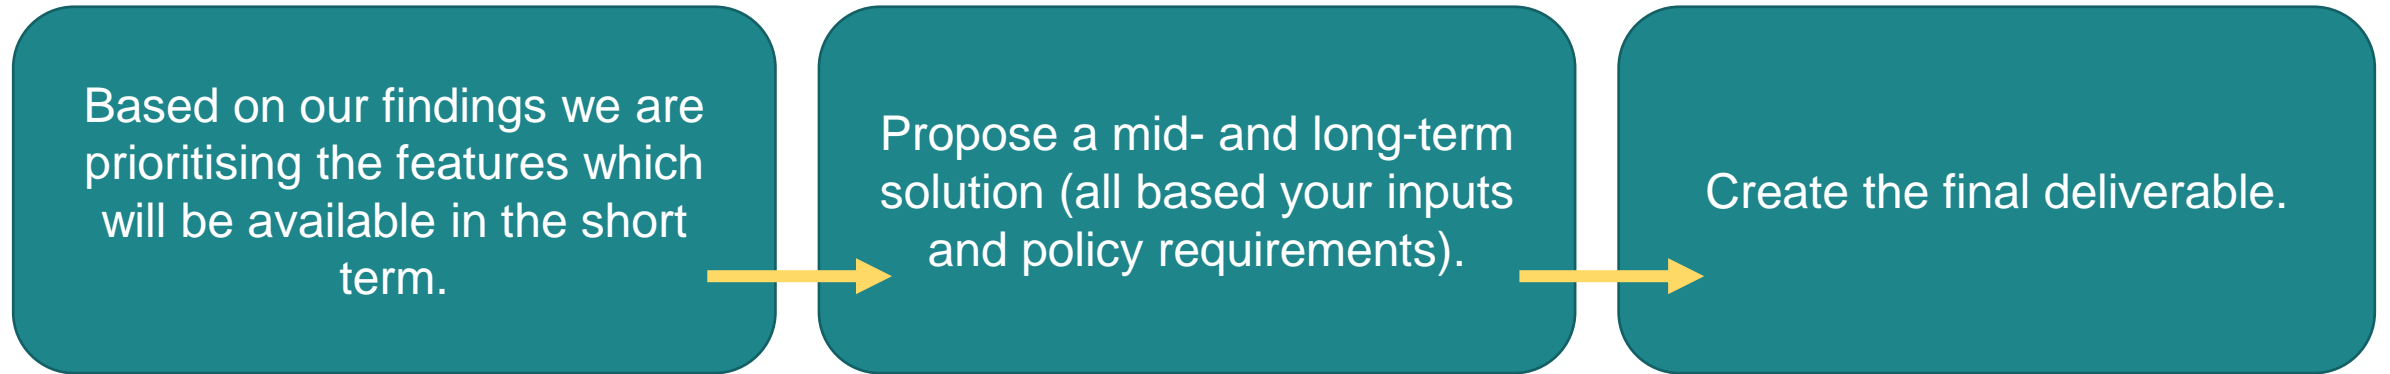 Based on our findings we are
prioritising the features which
will be available in the short
term.
Propose a mid- and long-term
solution (all based your inputs
and policy requirements).
Create the final deliverable.